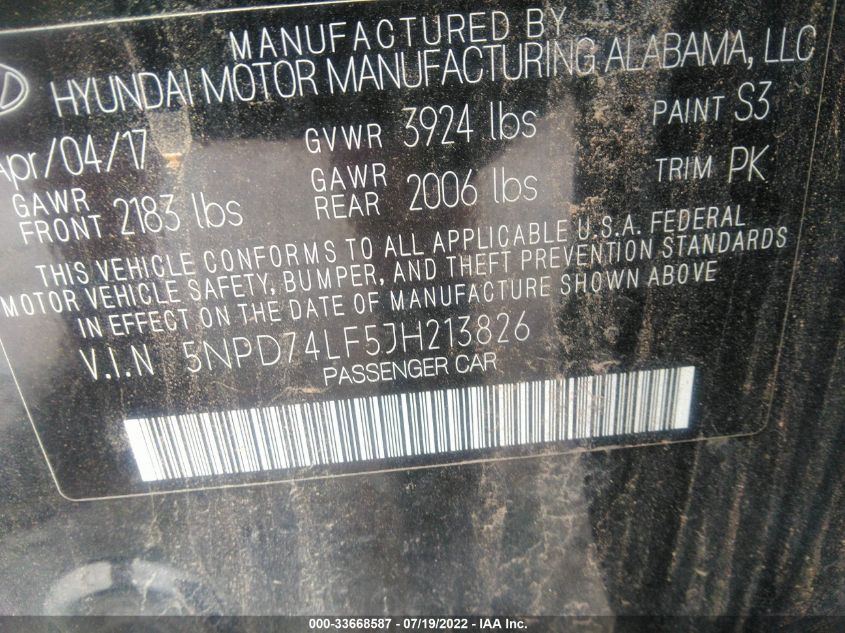 MANUFACTURED BY
HYUNDAI MOTOR MANUFACTURING ALABAMA, LLC
Apr/04/17 GVWR 3924 lbs PAINT S3
GAWR FRONT 2183 lbs GAWR REAR 2006 lbs TRIM PK
THIS VEHICLE CONFORMS TO ALL APPLICABLE U.S.A. FEDERAL
MOTOR VEHICLE SAFETY, BUMPER, AND THEFT PREVENTION STANDARDS
IN EFFECT ON THE DATE OF MANUFACTURE SHOWN ABOVE
V.I.N 5NPD74LF5JH213826
PASSENGER CAR
000-33668587 - 07/19/2022 - IAA Inc.